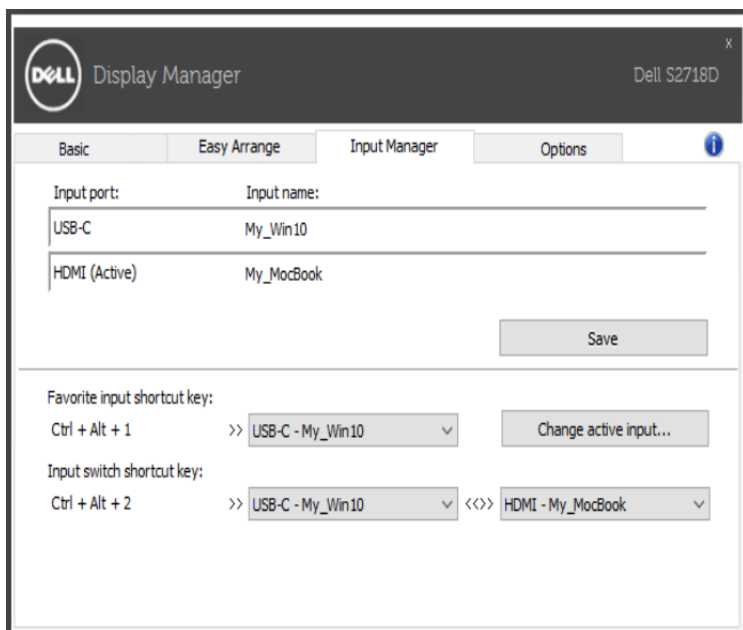 x
DELL Display Manager Dell S2718D
Basic Easy Arrange Input Manager Options i
Input port: Input name:
USB-C My_Win10
HDMI (Active) My_MocBook
Save
Favorite input shortcut key:
Ctrl + Alt + 1 >> USB-C - My_Win10 Change active input...
Input switch shortcut key:
Ctrl + Alt + 2 >> USB-C - My_Win10 <<>> HDMI - My_MocBook